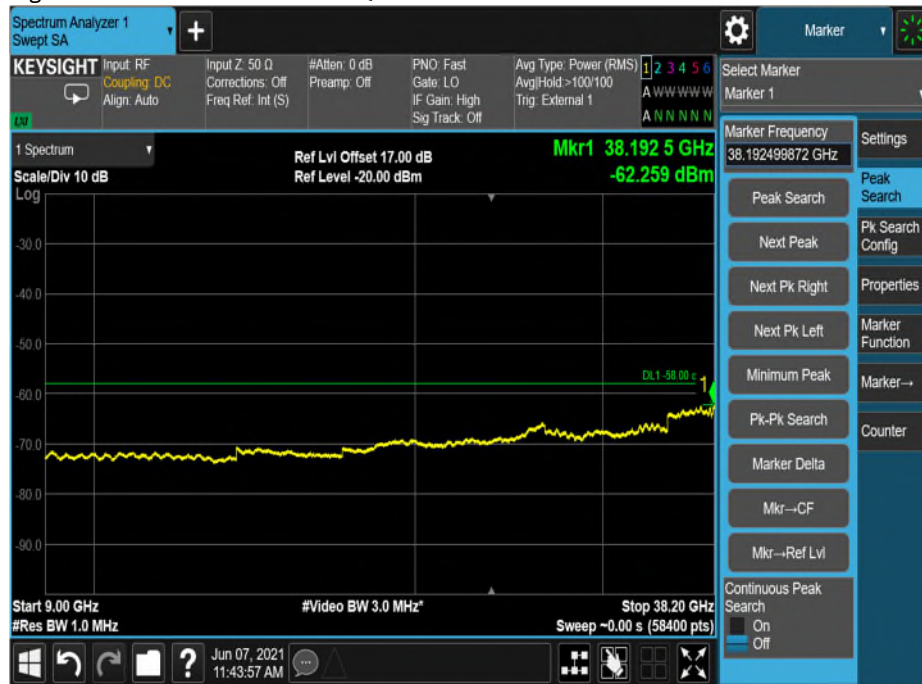 Spectrum Analyzer 1
Swept SA
+
Marker
KEYSIGHT
Input: RF
Coupling: DC
Align: Auto
Input Z: 50 Ω
Corrections: Off
Freq Ref: Int (S)
#Atten: 0 dB
Preamp: Off
PNO: Fast
Gate: LO
IF Gain: High
Sig Track: Off
Avg Type: Power (RMS)
Avg|Hold:>100/100
Trig: External 1
1 2 3 4 5 6
A W W W W W
A N N N N N
LXI
Select Marker
Marker 1
1 Spectrum
Scale/Div 10 dB
Log
Ref Lvl Offset 17.00 dB
Ref Level -20.00 dBm
Mkr1 38.192 5 GHz
-62.259 dBm
-30.0
-40.0
-50.0
-60.0
-70.0
-80.0
-90.0
DL1 -58.00
1
Start 9.00 GHz
#Res BW 1.0 MHz
#Video BW 3.0 MHz*
Stop 38.20 GHz
Sweep ~0.00 s (58400 pts)
Marker Frequency
38.192499872 GHz
Peak Search
Next Peak
Next Pk Right
Next Pk Left
Minimum Peak
Pk-Pk Search
Marker Delta
Mkr→CF
Mkr→Ref Lvl
Continuous Peak
Search
On
Off
Settings
Peak
Search
Pk Search
Config
Properties
Marker
Function
Marker→
Counter
?
Jun 07, 2021
11:43:57 AM